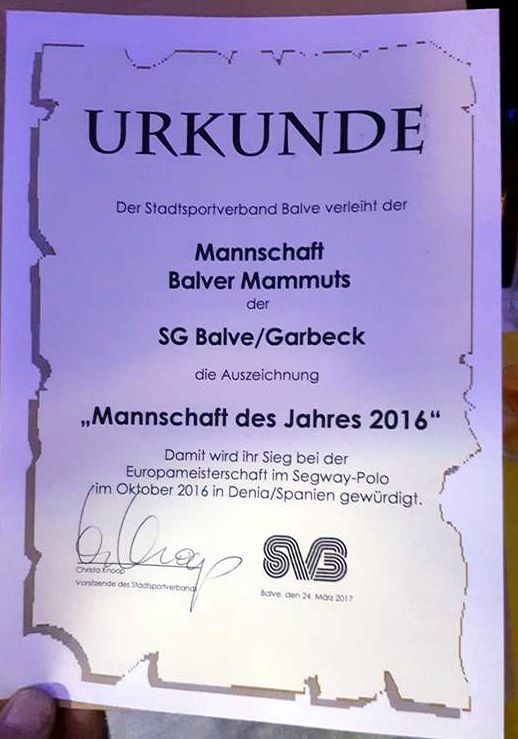 URKUNDE
Der Stadtsportverband Balve verleiht der
Mannschaft
Balver Mammuts
der
SG Balve/Garbeck
die Auszeichnung
„Mannschaft des Jahres 2016“
Damit wird ihr Sieg bei der
Europameisterschaft im Segway-Polo
im Oktober 2016 in Denia/Spanien gewürdigt.
Christa Knoop
Vorsitzende des Stadtsportverband
SVB
Balve, den 24. März 2017